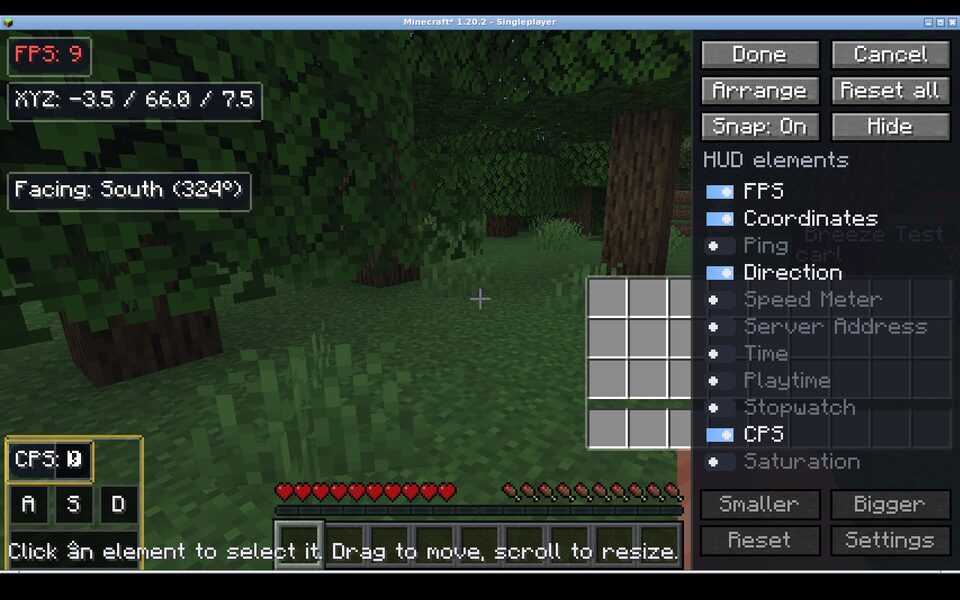 Minecraft* 1.20.2 - Singleplayer
FPS: 9
XYZ: -3.5 / 66.0 / 7.5
Facing: South (324°)
Done
Cancel
Arrange
Reset all
Snap: On
Hide
HUD elements
FPS
Coordinates
Ping
Breeze Test
carl
Direction
Speed Meter
Server Address
Time
Playtime
Stopwatch
CPS
Saturation
Smaller
Bigger
Reset
Settings
CPS: 0
A S D
Click an element to select it. Drag to move, scroll to resize.